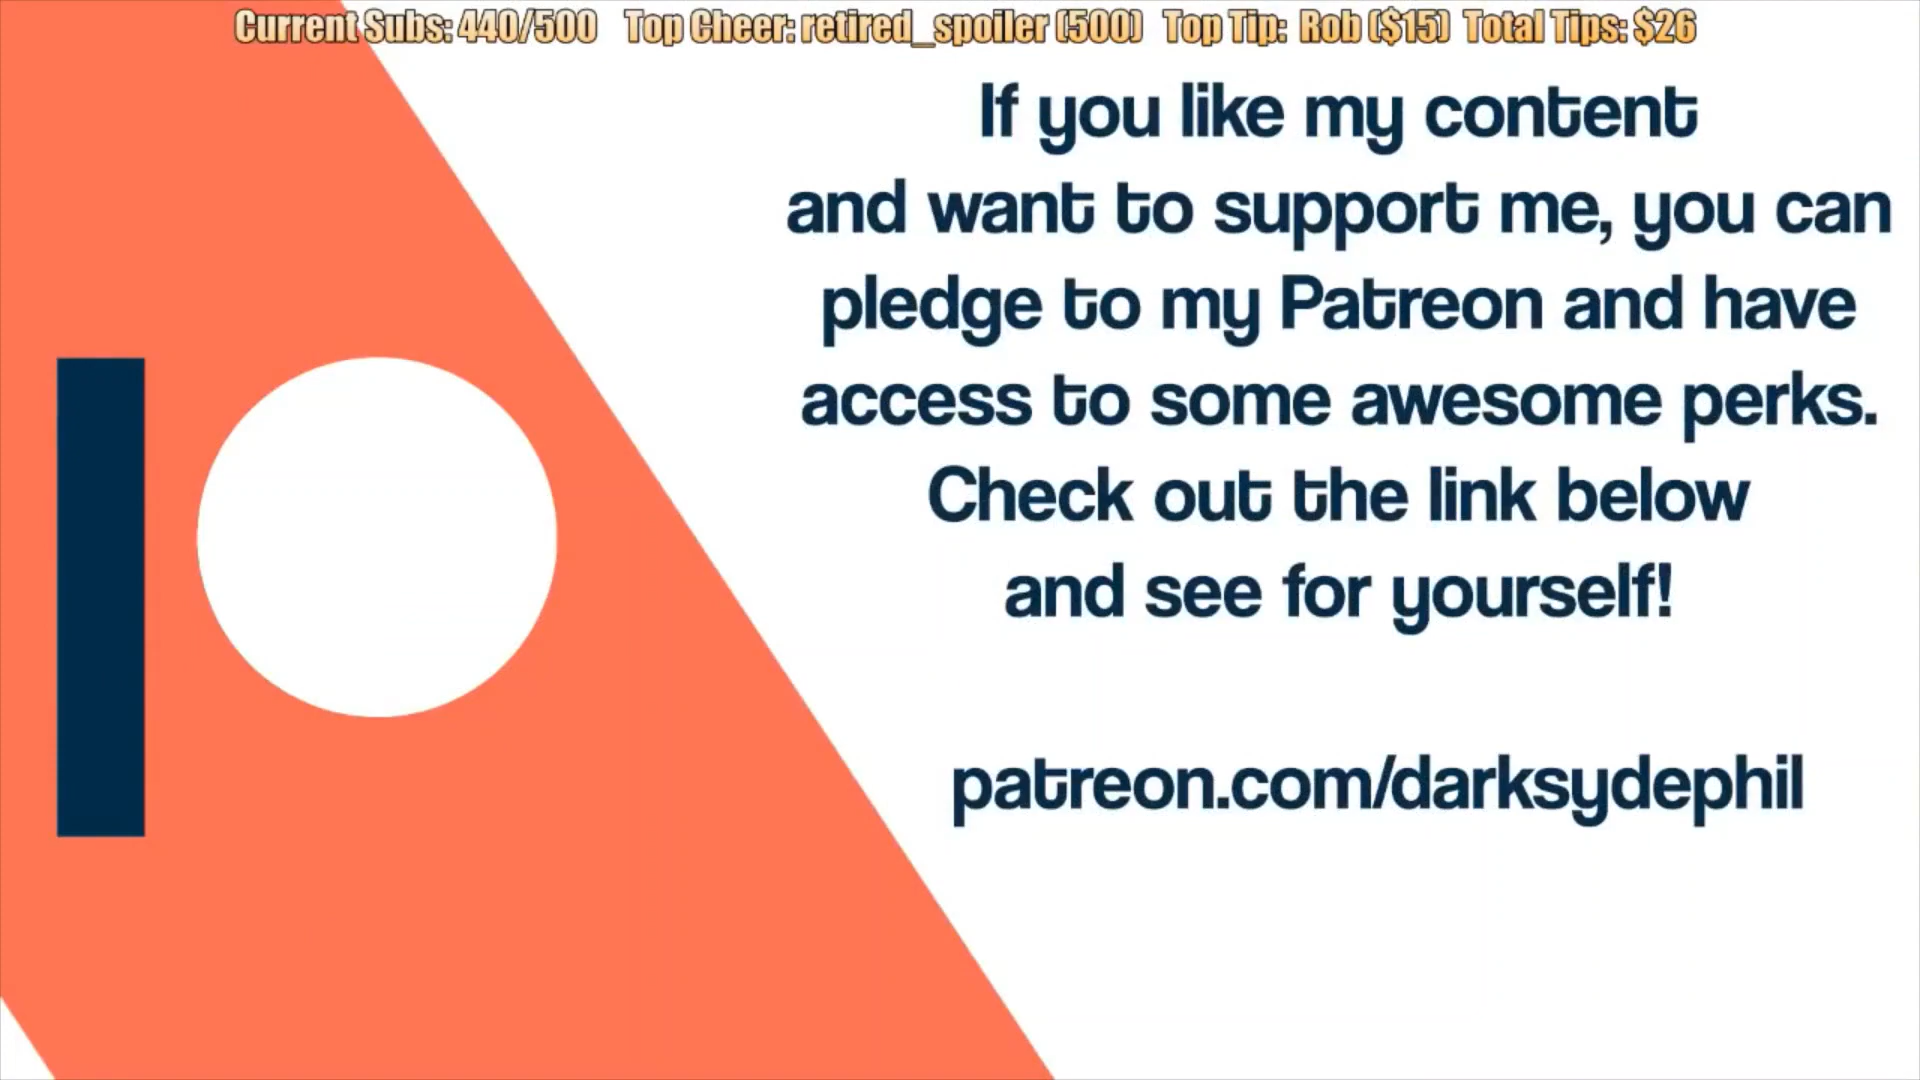 Current Subs: 440/500 Top Cheer: retired_spoiler (500) Top Tip: Rob ($15) Total Tips: $26
If you like my content
and want to support me, you can
pledge to my Patreon and have
access to some awesome perks.
Check out the link below
and see for yourself!
patreon.com/darksydephil